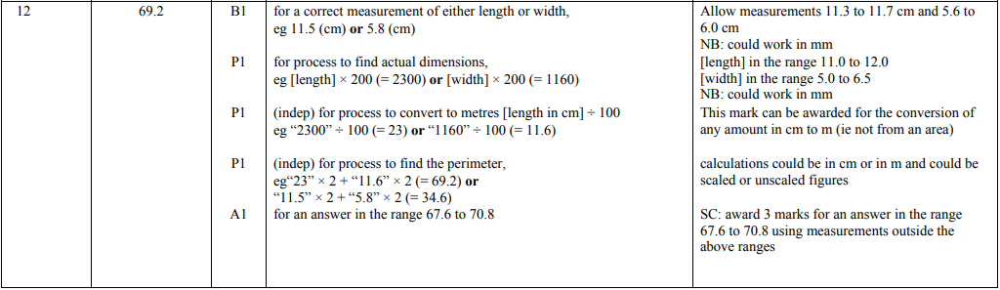 12
69.2
B1
for a correct measurement of either length or width,
eg 11.5 (cm) or 5.8 (cm)
Allow measurements 11.3 to 11.7 cm and 5.6 to
6.0 cm
NB: could work in mm
P1
for process to find actual dimensions,
eg [length] × 200 (= 2300) or [width] × 200 (= 1160)
[length] in the range 11.0 to 12.0
[width] in the range 5.0 to 6.5
NB: could work in mm
P1
(indep) for process to convert to metres [length in cm] ÷ 100
eg “2300” ÷ 100 (= 23) or “1160” ÷ 100 (= 11.6)
This mark can be awarded for the conversion of
any amount in cm to m (ie not from an area)
P1
(indep) for process to find the perimeter,
eg“23” × 2 + “11.6” × 2 (= 69.2) or
“11.5” × 2 + “5.8” × 2 (= 34.6)
calculations could be in cm or in m and could be
scaled or unscaled figures
A1
for an answer in the range 67.6 to 70.8
SC: award 3 marks for an answer in the range
67.6 to 70.8 using measurements outside the
above ranges